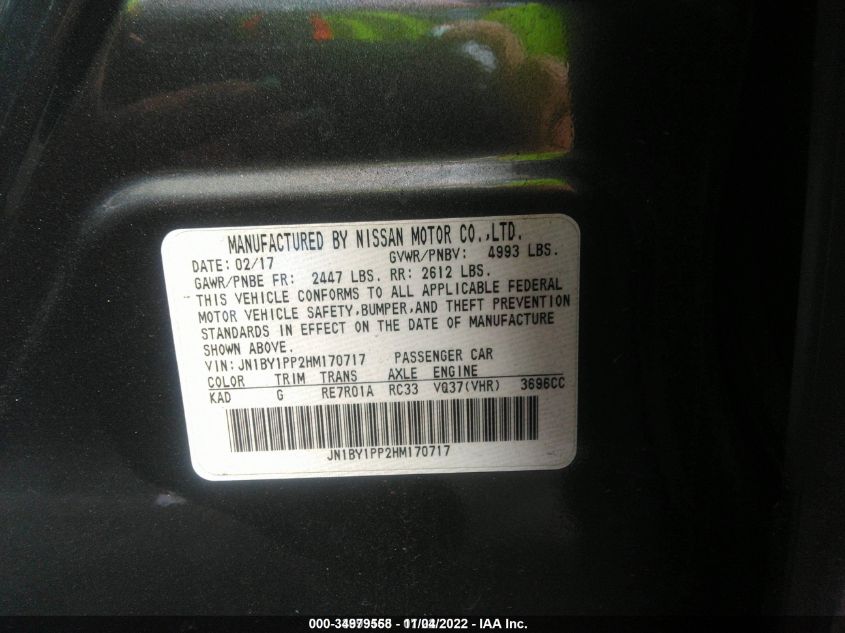 MANUFACTURED BY NISSAN MOTOR CO.,LTD.
DATE: 02/17 GVWR/PNBV: 4993 LBS.
GAWR/PNBE FR: 2447 LBS. RR: 2612 LBS.
THIS VEHICLE CONFORMS TO ALL APPLICABLE FEDERAL
MOTOR VEHICLE SAFETY,BUMPER,AND THEFT PREVENTION
STANDARDS IN EFFECT ON THE DATE OF MANUFACTURE
SHOWN ABOVE.
VIN: JN1BY1PP2HM170717 PASSENGER CAR
COLOR TRIM TRANS AXLE ENGINE
KAD G RE7R01A RC33 VQ37(VHR) 3696CC
JN1BY1PP2HM170717
- IAA Inc.